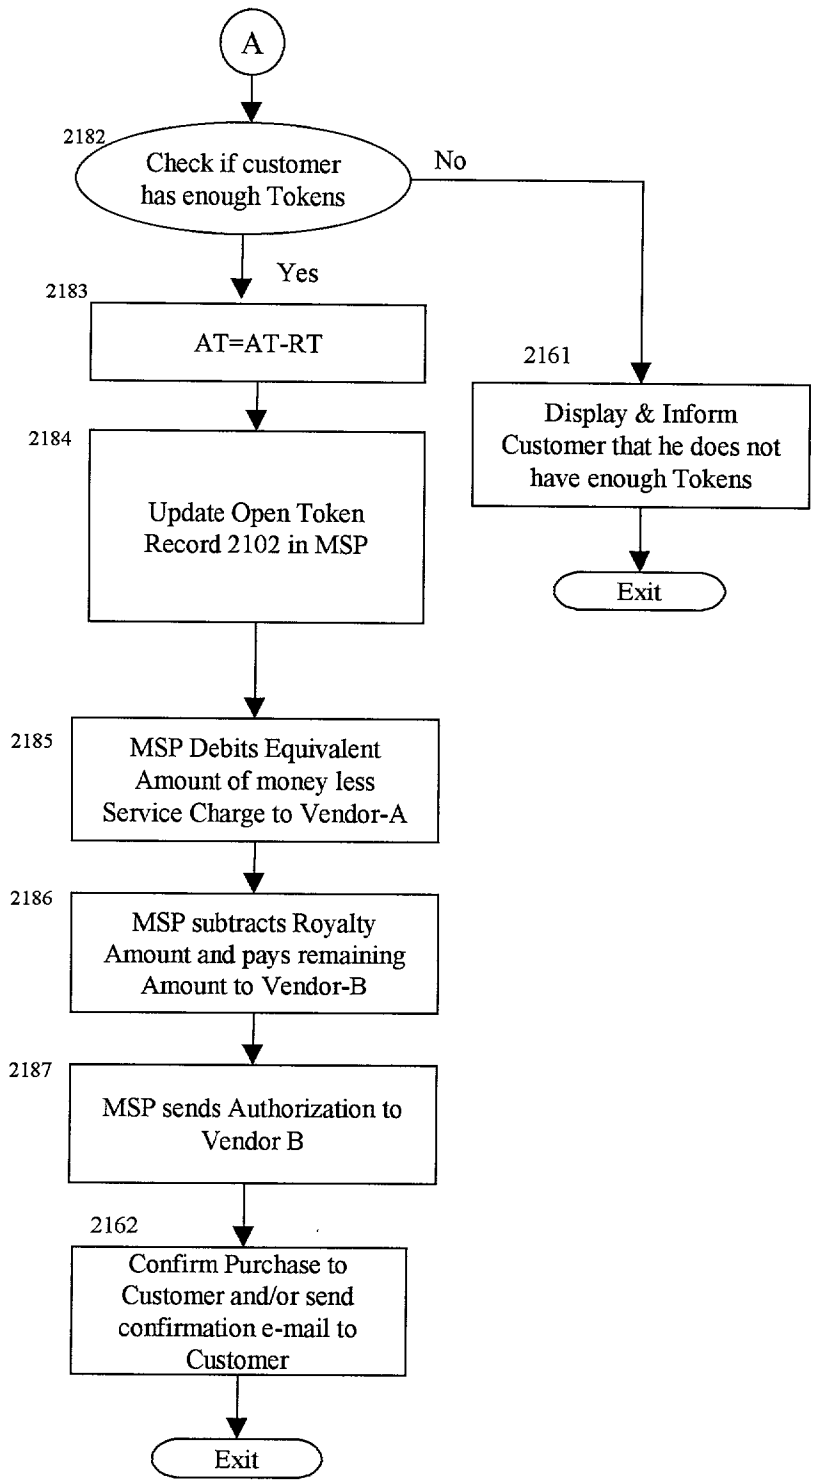 A
2182
Check if customer
has enough Tokens
No
Yes
2183
AT=AT-RT
2161
Display & Inform
Customer that he does not
have enough Tokens
Exit
2184
Update Open Token
Record 2102 in MSP
2185
MSP Debits Equivalent
Amount of money less
Service Charge to Vendor-A
2186
MSP subtracts Royalty
Amount and pays remaining
Amount to Vendor-B
2187
MSP sends Authorization to
Vendor B
2162
Confirm Purchase to
Customer and/or send
confirmation e-mail to
Customer
Exit